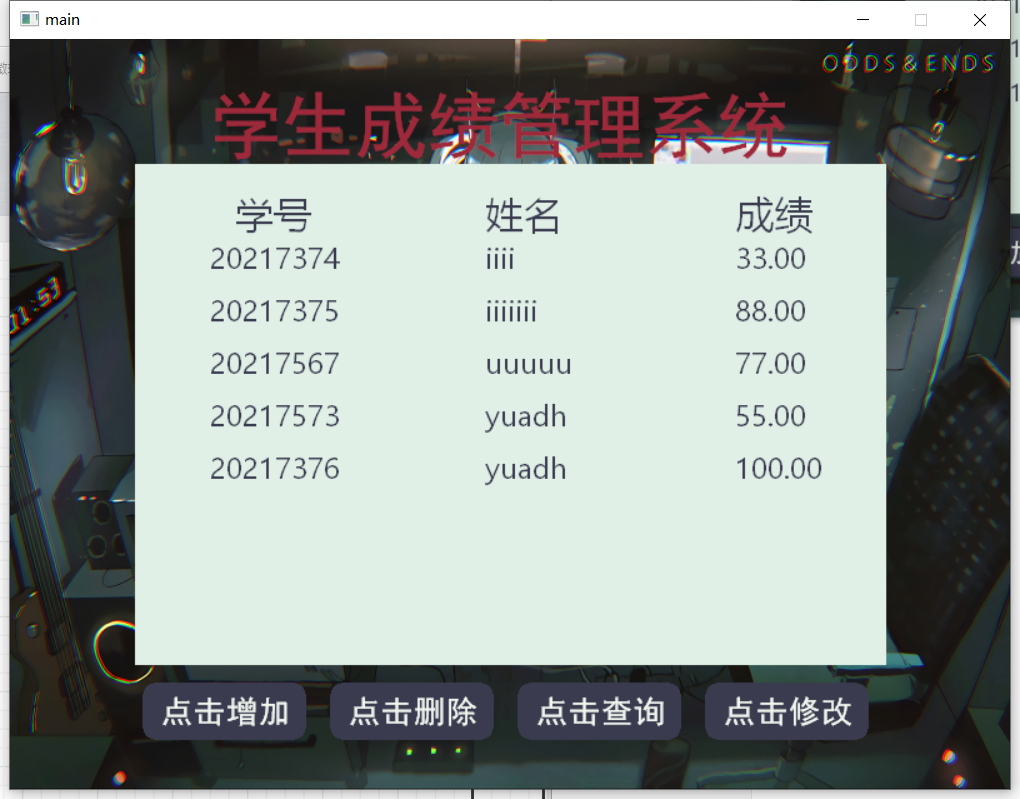 main
ODDS&ENDS
学生成绩管理系统
学号 姓名 成绩
20217374 iiii 33.00
20217375 iiiiiii 88.00
20217567 uuuuu 77.00
20217573 yuadh 55.00
20217376 yuadh 100.00
11:53
点击增加 点击删除 点击查询 点击修改